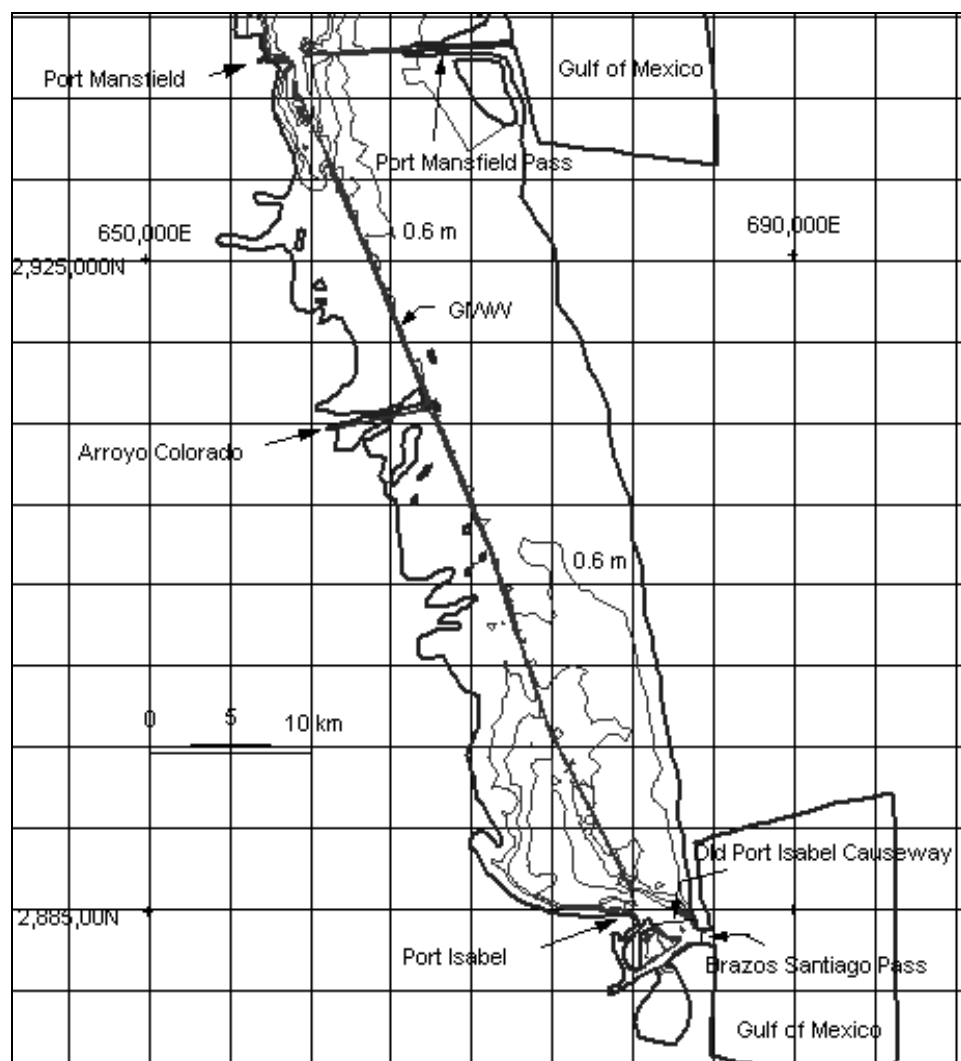 Port Mansfield
Gulf of Mexico
Port Mansfield Pass
650,000E
0.6 m
690,000E
2,925,000N
GIWW
Arroyo Colorado
0.6 m
0 5 10 km
Old Port Isabel Causeway
2,885,00N
Port Isabel
Brazos Santiago Pass
Gulf of Mexico